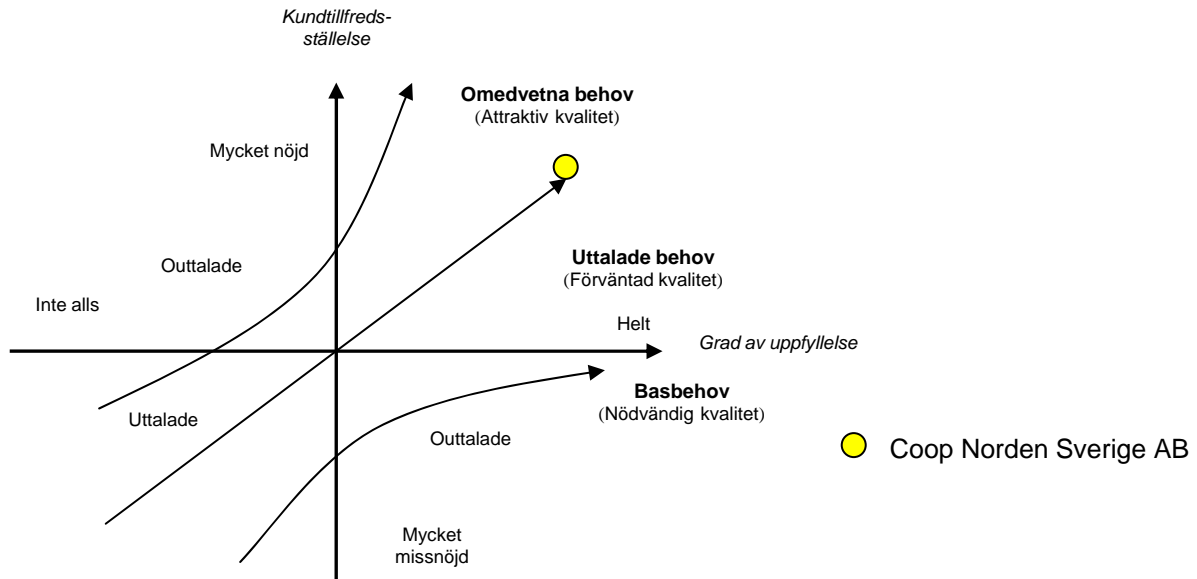 Kundtillfreds-
ställelse
Omedvetna behov
(Attraktiv kvalitet)
Mycket nöjd
Outtalade
Uttalade behov
(Förväntad kvalitet)
Inte alls
Helt
Grad av uppfyllelse
Basbehov
(Nödvändig kvalitet)
Uttalade
Outtalade
Coop Norden Sverige AB
Mycket
missnöjd